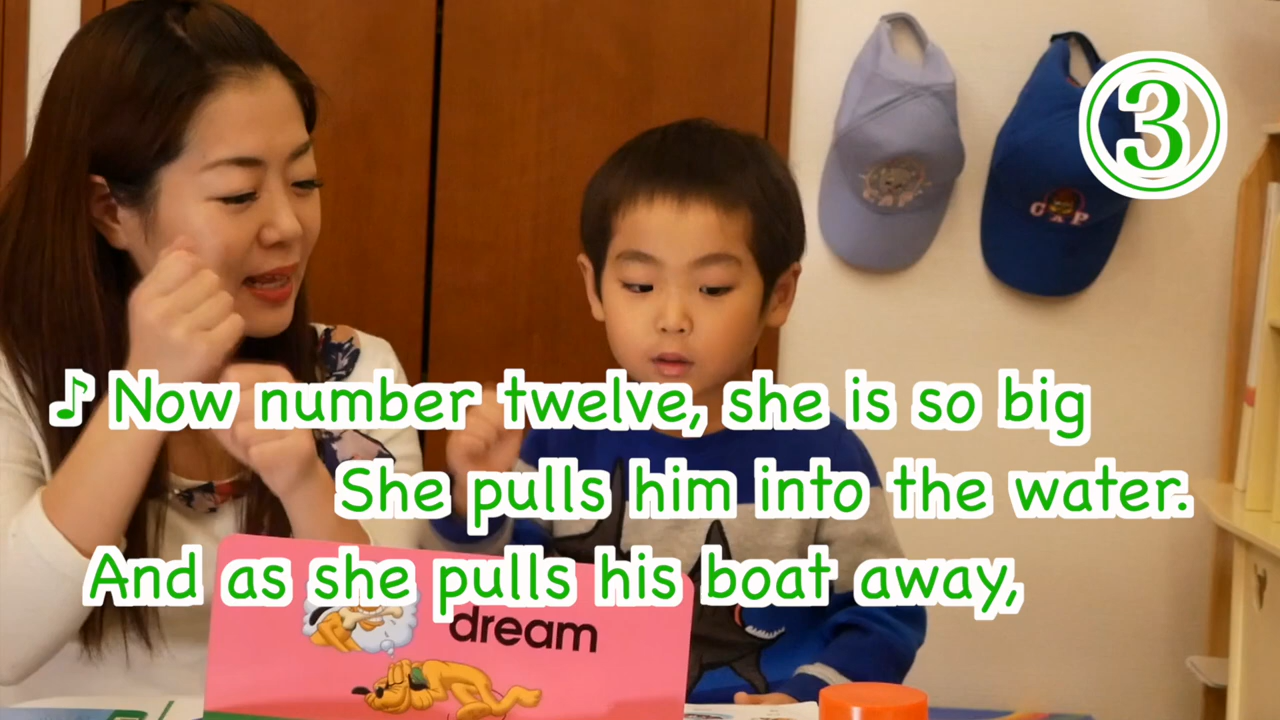 3
GAP
♪ Now number twelve, she is so big
She pulls him into the water.
And as she pulls his boat away,
dream